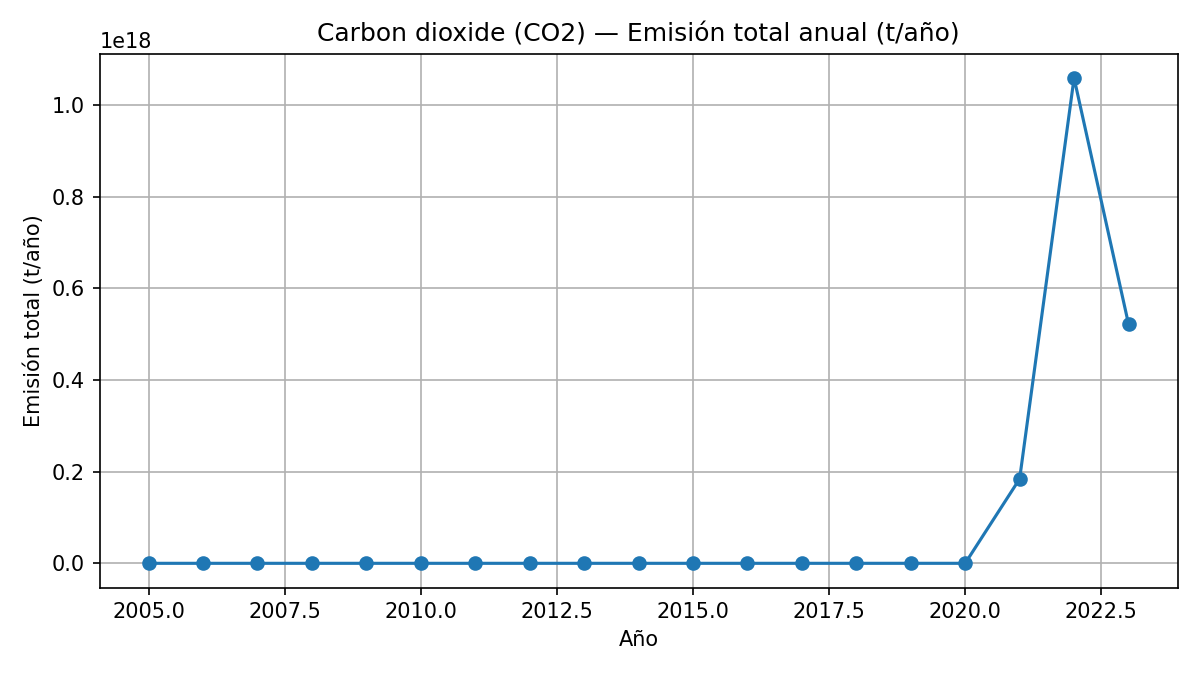 Carbon dioxide (CO2) — Emisión total anual (t/año)
1e18
1.0
0.8
0.6
0.4
0.2
0.0
Emisión total (t/año)
2005.0 2007.5 2010.0 2012.5 2015.0 2017.5 2020.0 2022.5
Año